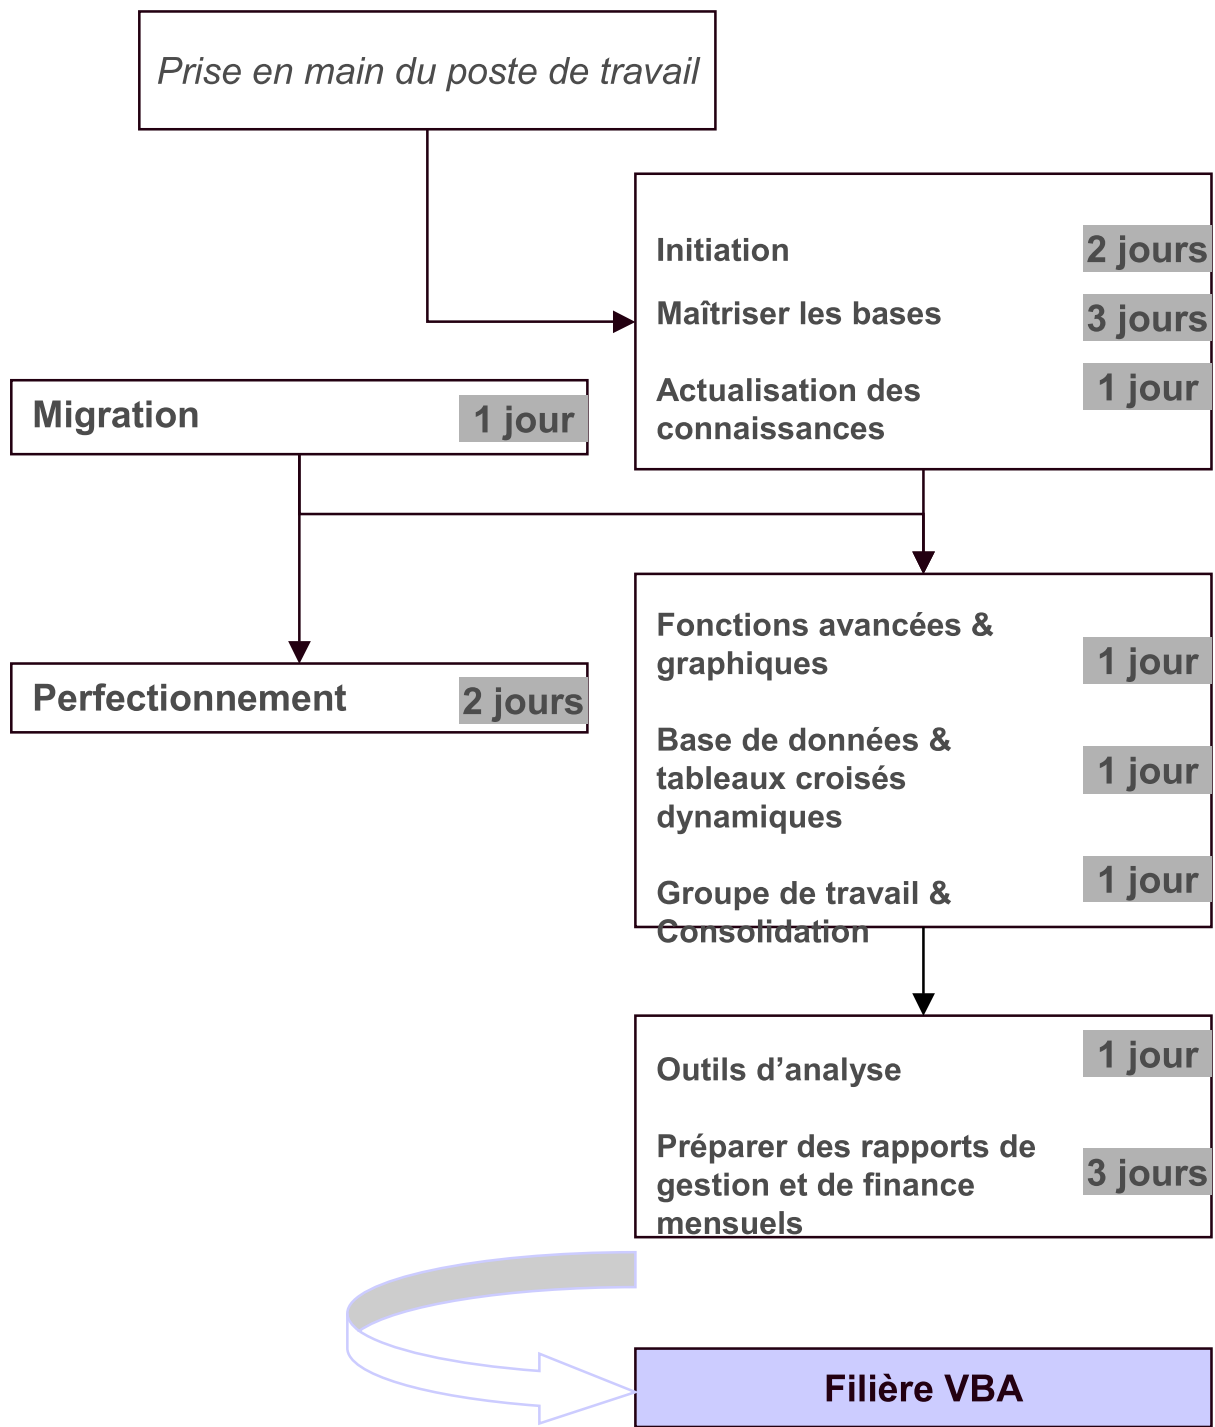 Prise en main du poste de travail
Initiation 2 jours
Maîtriser les bases 3 jours
Actualisation des 1 jour
connaissances
Migration 1 jour
Fonctions avancées &
graphiques 1 jour
Perfectionnement 2 jours
Base de données &
tableaux croisés 1 jour
dynamiques
Groupe de travail & 1 jour
Consolidation
Outils d’analyse 1 jour
Préparer des rapports de
gestion et de finance 3 jours
mensuels
Filière VBA